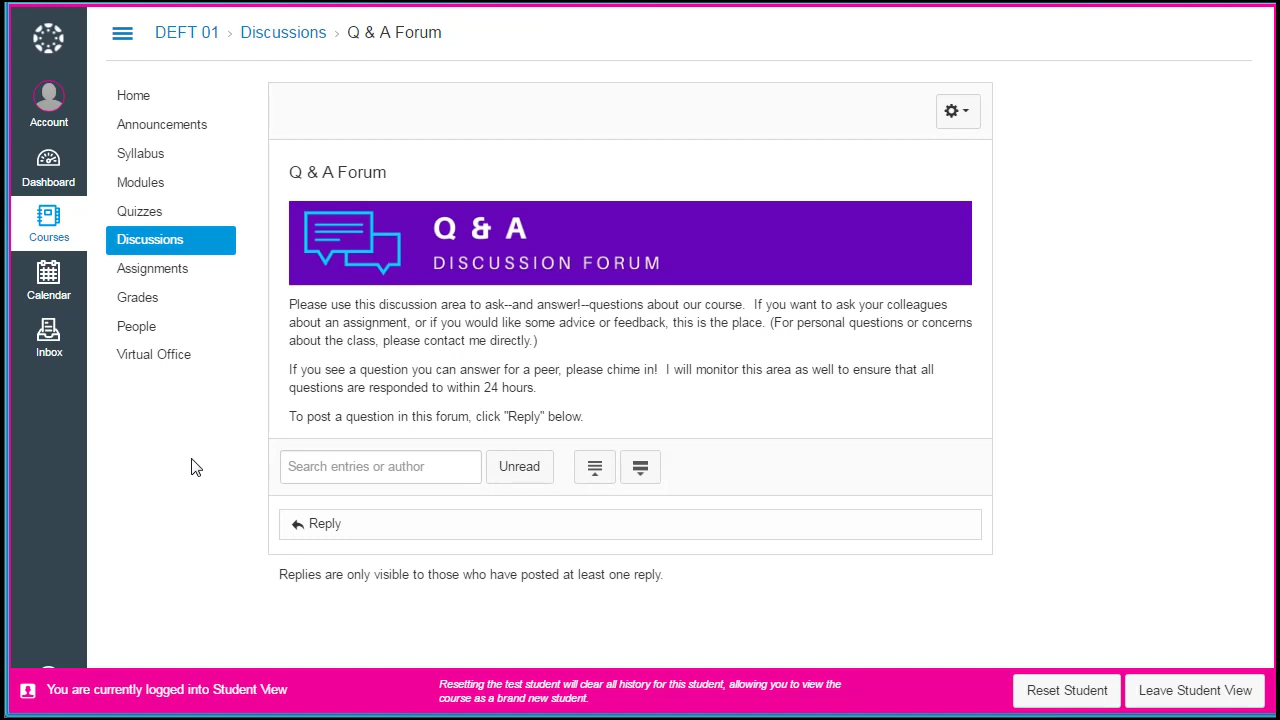 DEFT 01 › Discussions › Q & A Forum
Account
Dashboard
Courses
Calendar
Inbox
Home
Announcements
Syllabus
Modules
Quizzes
Discussions
Assignments
Grades
People
Virtual Office
Q & A Forum
Q & A
DISCUSSION FORUM
Please use this discussion area to ask--and answer!--questions about our course. If you want to ask your colleagues
about an assignment, or if you would like some advice or feedback, this is the place. (For personal questions or concerns
about the class, please contact me directly.)
If you see a question you can answer for a peer, please chime in! I will monitor this area as well to ensure that all
questions are responded to within 24 hours.
To post a question in this forum, click "Reply" below.
Search entries or author
Unread
Reply
Replies are only visible to those who have posted at least one reply.
You are currently logged into Student View
Resetting the test student will clear all history for this student, allowing you to view the
course as a brand new student.
Reset Student
Leave Student View